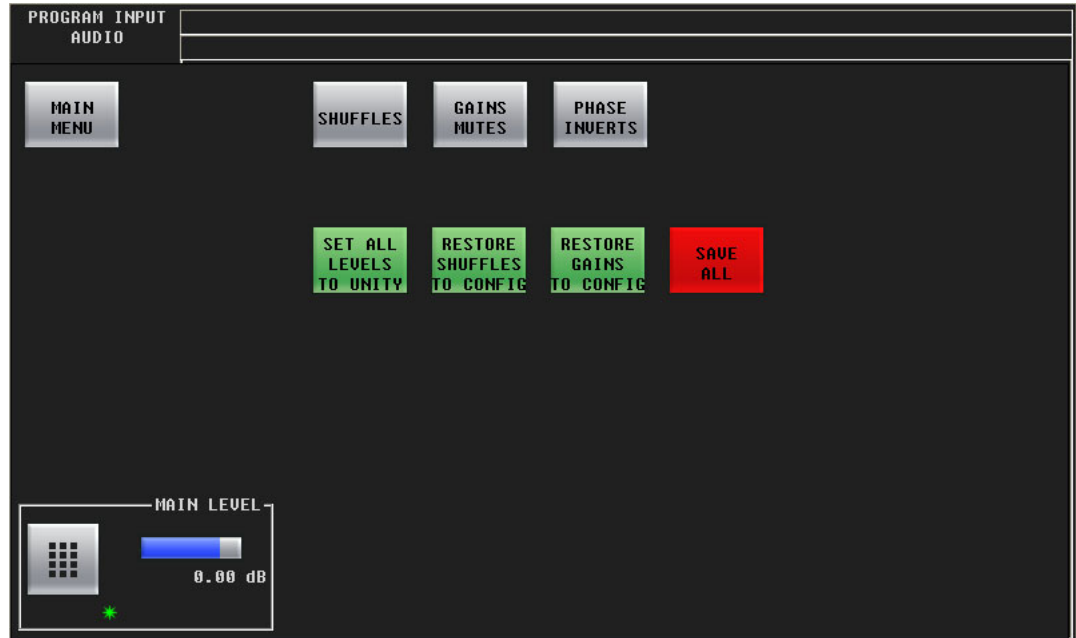 PROGRAM INPUT
AUDIO
MAIN
MENU
SHUFFLES
GAINS
MUTES
PHASE
INVERTS
SET ALL
LEVELS
TO UNITY
RESTORE
SHUFFLES
TO CONFIG
RESTORE
GAINS
TO CONFIG
SAVE
ALL
MAIN LEVEL
0.00 dB